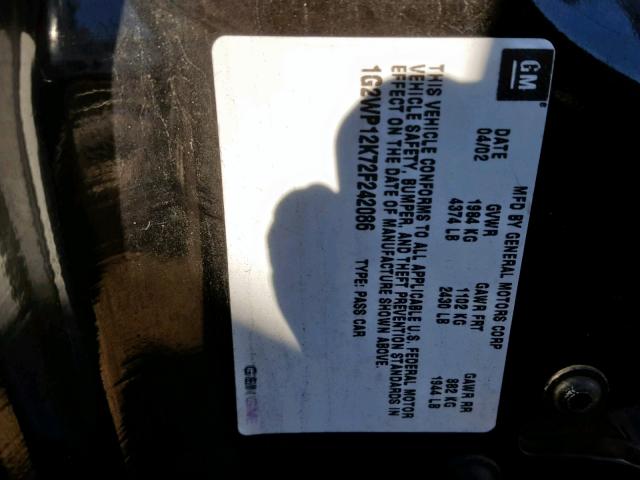 GM
MFD BY GENERAL MOTORS CORP
DATE GVWR GAWR FRT GAWR RR
04/02 1984 KG 1102 KG 882 KG
4374 LB 2430 LB 1944 LB
THIS VEHICLE CONFORMS TO ALL APPLICABLE U.S. FEDERAL MOTOR
VEHICLE SAFETY, BUMPER, AND THEFT PREVENTION STANDARDS IN
EFFECT ON THE DATE OF MANUFACTURE SHOWN ABOVE.
1G2WP12K72F242086 TYPE: PASS CAR